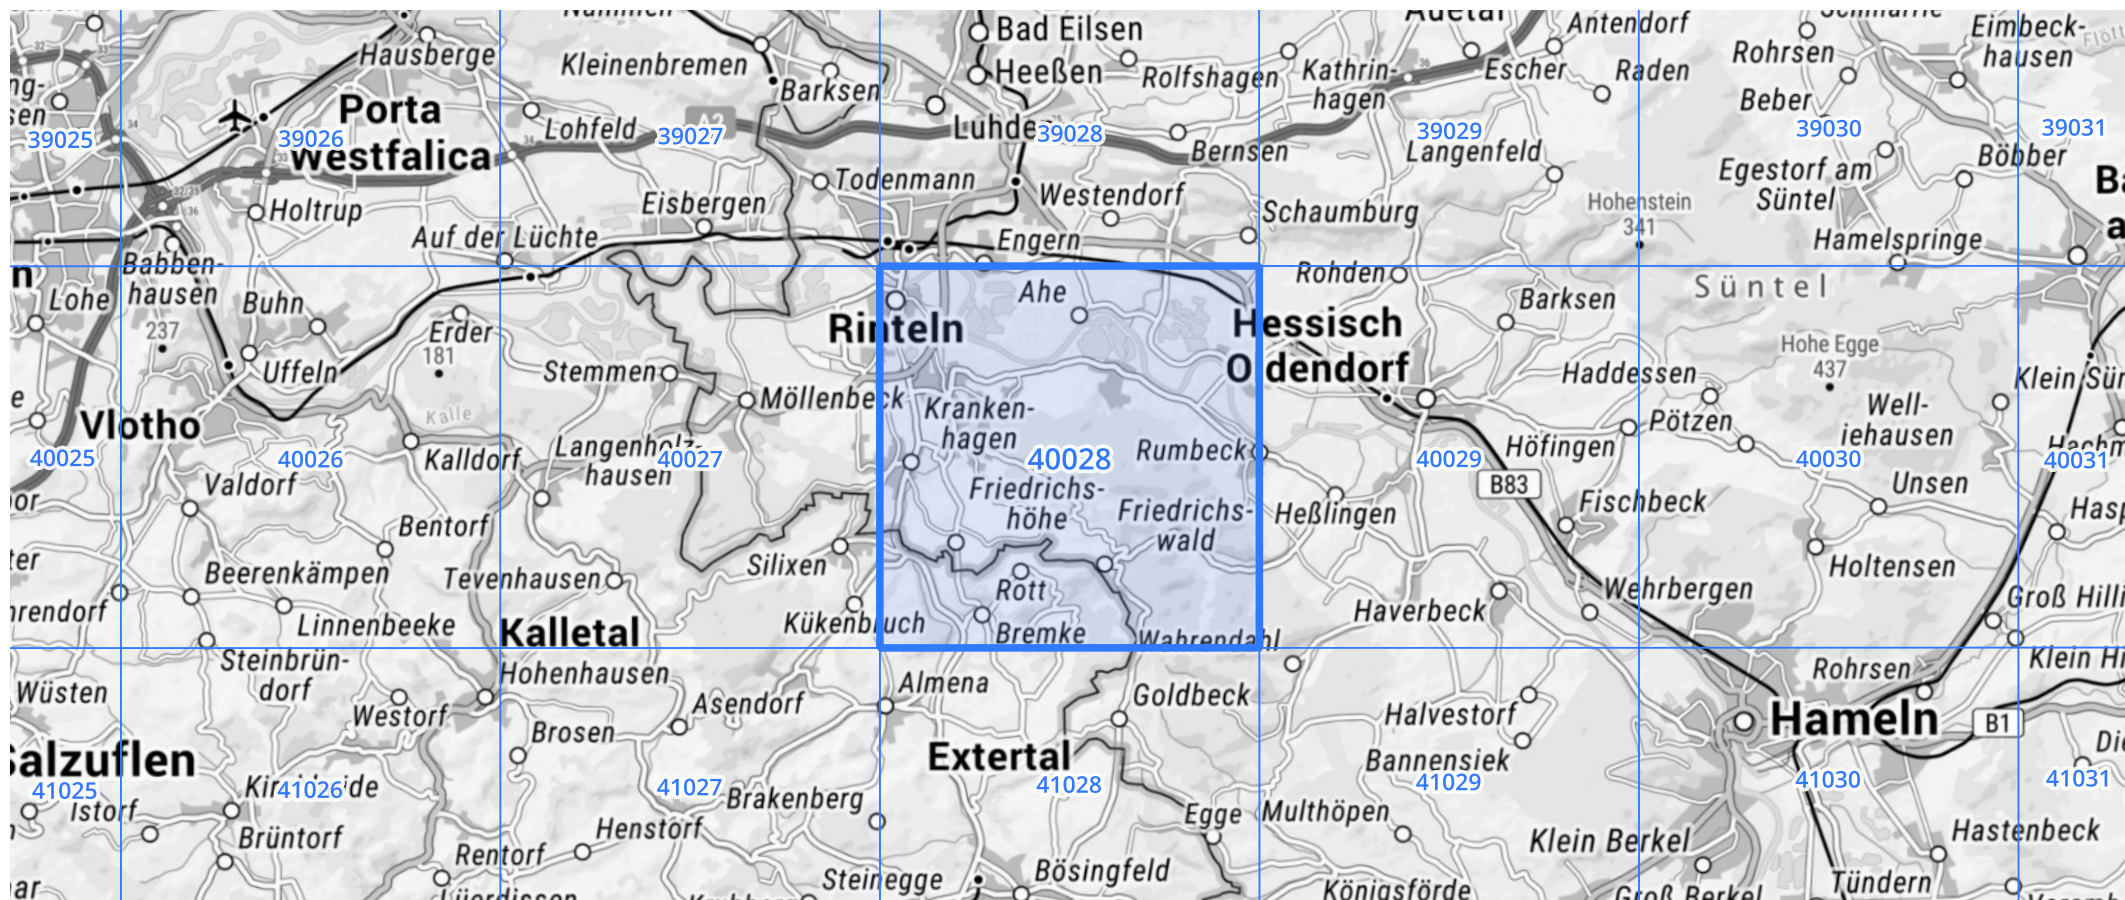 Bad Eilsen
Antendorf
Eimbeck-
hausen
Hausberge
Kleinenbremen
Heeßen
Rolfshagen
Kathrin-
hagen
Escher
Raden
Rohrsen
Barksen
Beber
Porta
Westfalica
Lohfeld
A2
Bernsen
Langenfeld
Böbber
39025
39026
39027
39028
39029
39030
39031
Egestorf am
Süntel
Todenmann
Westendorf
Holtrup
Eisbergen
Schaumburg
Hohenstein
341
Auf der Lüchte
Engern
Hamelspringe
Babben-
hausen
Rohden
Süntel
Lohe
Buhn
Ahe
Barksen
237
Erder
181
Rinteln
Hessisch
Oldendorf
Hohe Egge
437
Uffeln
Stemmen
Haddessen
Möllenbeck
Kalle
Vlotho
Kranken-
hagen
Pötzen
Well-
iehausen
Höfingen
Langenholz-
hausen
Kalldorf
Rumbeck
40025
40026
40027
40028
40029
40030
40031
Valdorf
B83
Unsen
Friedrichs-
höhe
Friedrichs-
wald
Heßlingen
Fischbeck
Bentorf
Silixen
Holtensen
Beerenkämpen
Tevenhausen
Rott
Wehrbergen
Haverbeck
Linnenbeeke
Kalletal
Kükenbruch
Bremke
Wahrendahl
Steinbrün-
dorf
Hohenhausen
Rohrsen
Wüsten
Almena
Goldbeck
Westorf
Asendorf
Halvestorf
Hameln
B1
Brosen
Extertal
Bannensiek
41025
41026
41027
41028
41029
41030
41031
Istorf
Brakenberg
Egge
Multhöpen
Brüntorf
Henstorf
Klein Berkel
Hastenbeck
Rentorf
Bösingfeld
Steinegge
Königsförde
Tündern
Groß Berkel